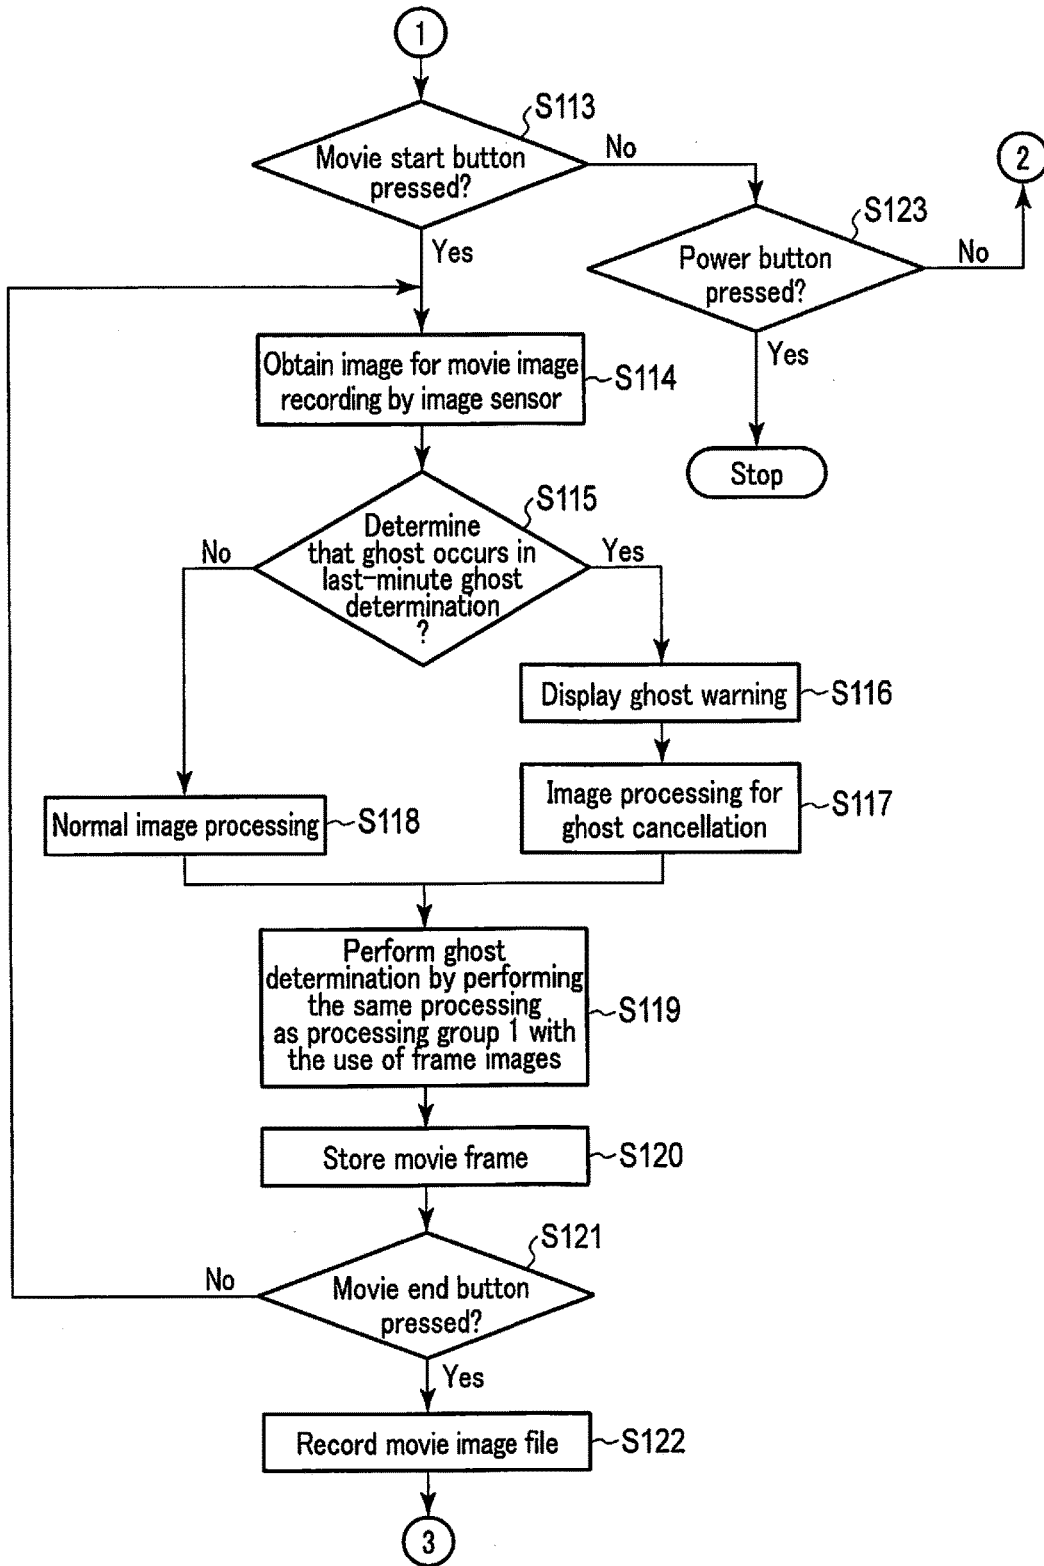 1
S113
Movie start button
pressed?
No
2
Yes
S123
Power button
pressed?
No
Yes
Stop
Obtain image for movie image
recording by image sensor
S114
S115
Determine
that ghost occurs in
last-minute ghost
determination
?
No
Yes
Display ghost warning
S116
Image processing for
ghost cancellation
S117
Normal image processing
S118
Perform ghost
determination by performing
the same processing
as processing group 1 with
the use of frame images
S119
Store movie frame
S120
S121
Movie end button
pressed?
No
Yes
Record movie image file
S122
3